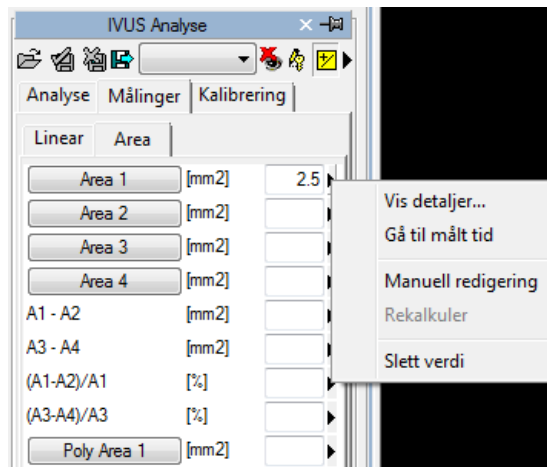 IVUS Analyse
Analyse Målinger Kalibrering
Linear Area
Area 1 [mm2] 2.5
Area 2 [mm2]
Area 3 [mm2]
Area 4 [mm2]
A1 - A2 [mm2]
A3 - A4 [mm2]
(A1-A2)/A1 [%]
(A3-A4)/A3 [%]
Poly Area 1 [mm2]
Vis detaljer...
Gå til målt tid
Manuell redigering
Rekalkuler
Slett verdi